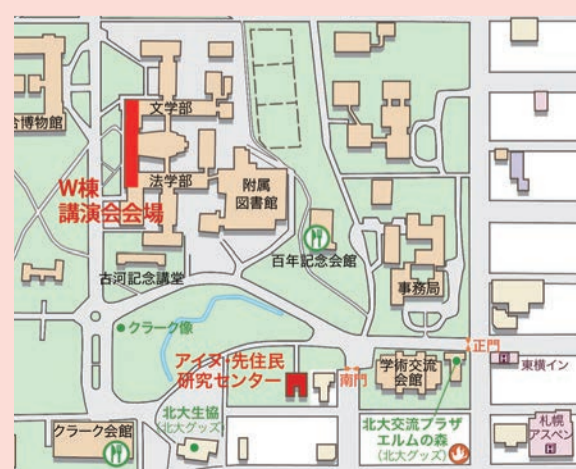 文学部
合博物館
W棟
講演会会場
法学部
附属
図書館
百年記念会館
古河記念講堂
事務局
クラーク像
正門
アイヌ・先住民
研究センター
南門
学術交流
会館
東横イン
H
北大生協
(北大グッズ)
北大交流プラザ
エルムの森
(北大グッズ)
クラーク会館
札幌
アスペン
H